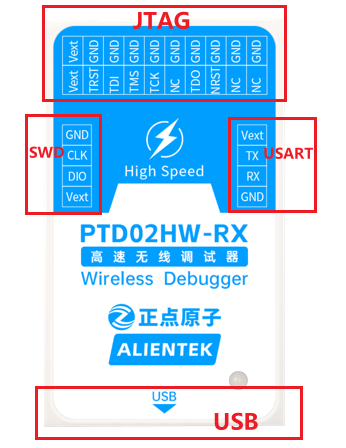 JTAG
Vext GND GND GND GND GND GND GND GND GND
Vext TRST TDI TMS TCK NC TDO NRST NC NC
SWD
GND
CLK
DIO
Vext
High Speed
USART
Vext
TX
RX
GND
PTD02HW-RX
高速无线调试器
Wireless Debugger
正点原子
ALIENTEK
USB
USB